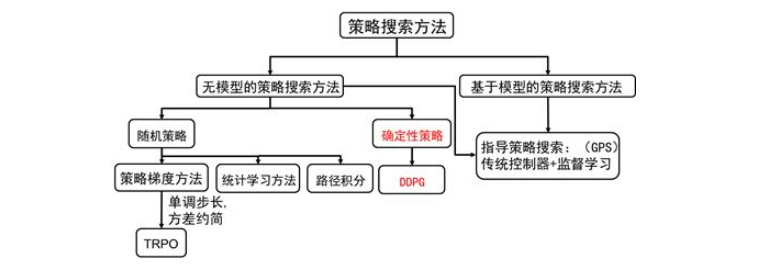 策略搜索方法
无模型的策略搜索方法
基于模型的策略搜索方法
随机策略
确定性策略
指导策略搜索：（GPS）
传统控制器+监督学习
策略梯度方法
统计学习方法
路径积分
DDPG
单调步长，
方差约简
TRPO